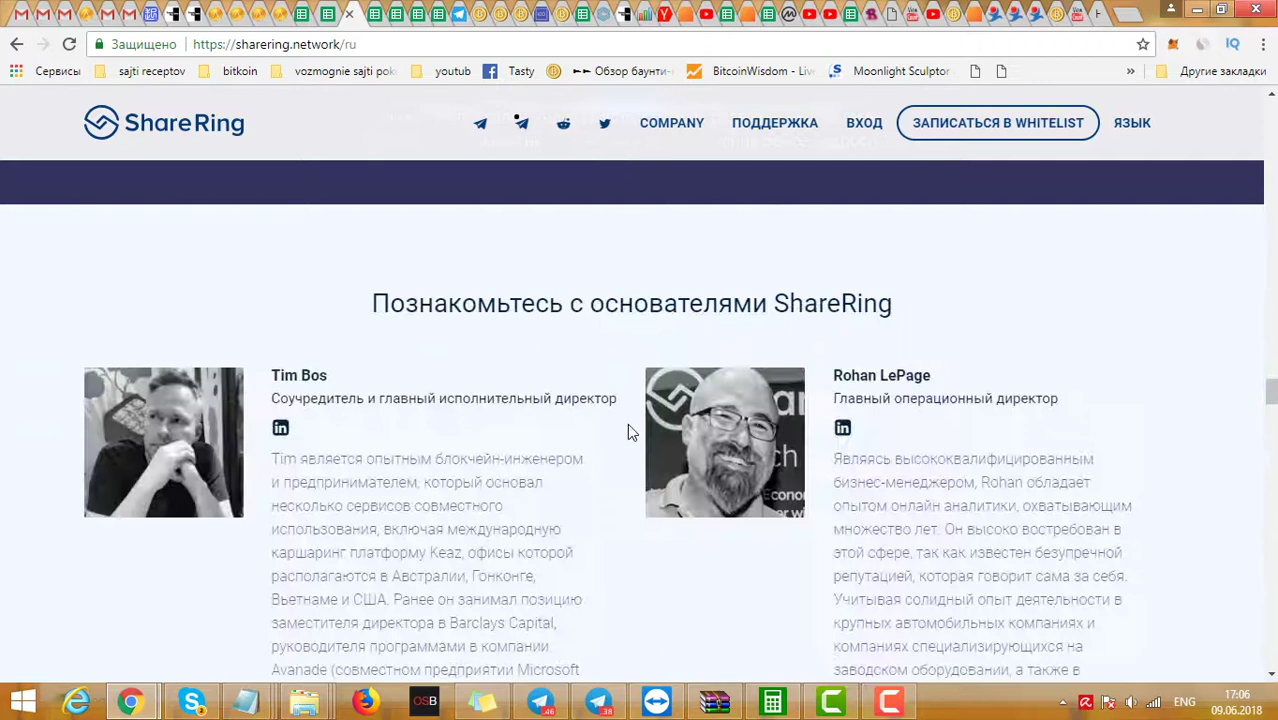 Защищено https://sharering.network/ru
Сервисы sajti receptov bitkoin vozmognie sajti pok youtub Tasty ►► Обзор баунти- BitcoinWisdom - Live Moonlight Sculptor » Другие закладки
ShareRing COMPANY ПОДДЕРЖКА ВХОД ЗАПИСАТЬСЯ В WHITELIST ЯЗЫК
Познакомьтесь с основателями ShareRing
Tim Bos
Соучредитель и главный исполнительный директор
in
Tim является опытным блокчейн-инженером
и предпринимателем, который основал
несколько сервисов совместного
использования, включая международную
каршаринг платформу Keaz, офисы которой
располагаются в Австралии, Гонконге,
Вьетнаме и США. Ранее он занимал позицию
заместителя директора в Barclays Capital,
руководителя программами в компании
Avanade (совместном предприятии Microsoft
Rohan LePage
Главный операционный директор
in
Являясь высококвалифицированным
бизнес-менеджером, Rohan обладает
опытом онлайн аналитики, охватывающим
множество лет. Он высоко востребован в
этой сфере, так как известен безупречной
репутацией, которая говорит сама за себя.
Учитывая солидный опыт деятельности в
крупных автомобильных компаниях и
компаниях специализирующихся на
заводском оборудовании, а также в
OSB 46 38 ENG 17:06
09.06.2018